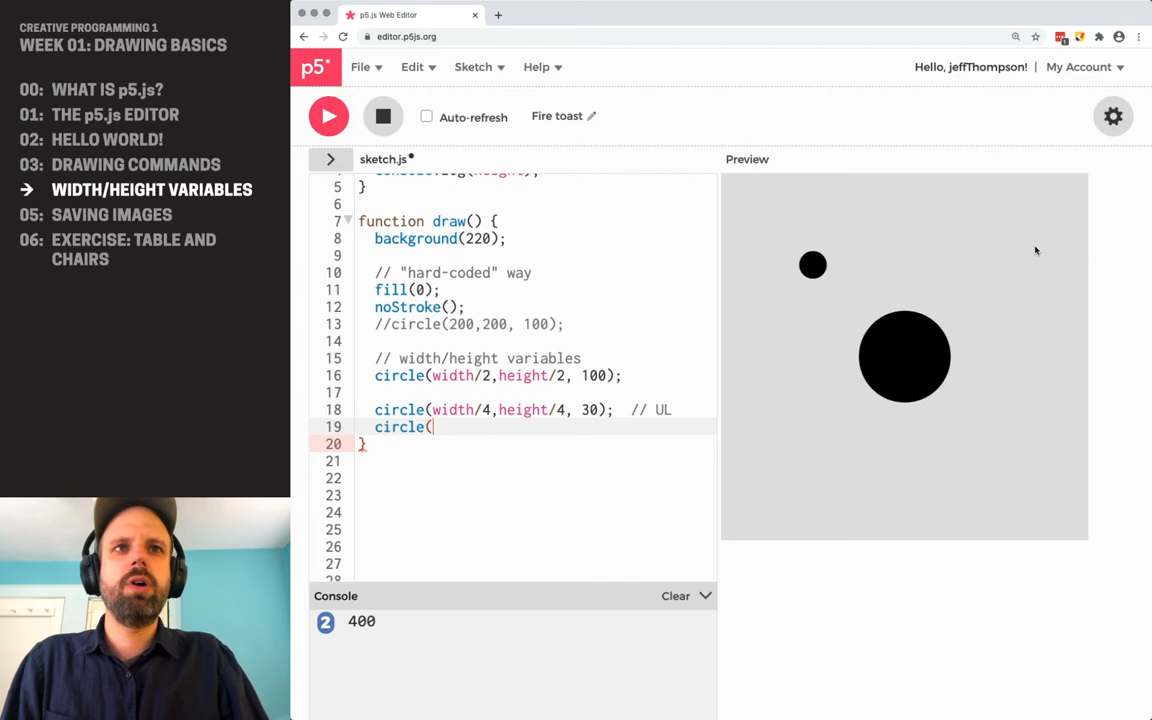 CREATIVE PROGRAMMING 1
WEEK 01: DRAWING BASICS
00: WHAT IS p5.js?
01: THE p5.js EDITOR
02: HELLO WORLD!
03: DRAWING COMMANDS
→ WIDTH/HEIGHT VARIABLES
05: SAVING IMAGES
06: EXERCISE: TABLE AND
CHAIRS
p5.js Web Editor
editor.p5js.org
p5* File Edit Sketch Help Hello, jeffThompson! | My Account
Auto-refresh Fire toast
sketch.js
Preview
5 }
6
7 function draw() {
8 background(220);
9
10 // "hard-coded" way
11 fill(0);
12 noStroke();
13 //circle(200,200, 100);
14
15 // width/height variables
16 circle(width/2,height/2, 100);
17
18 circle(width/4,height/4, 30); // UL
19 circle(
20 }
21
22
23
24
25
26
27
Console Clear
2 400